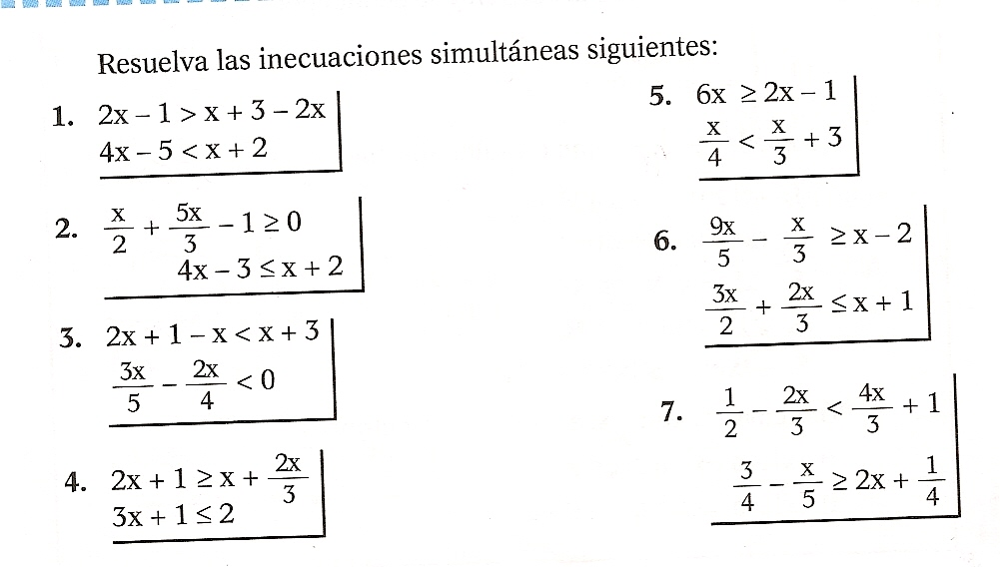 Resuelva las inecuaciones simultáneas siguientes:
1. 2x – 1 > x + 3 – 2x
4x – 5 < x + 2
2. x/2 + 5x/3 – 1 ≥ 0
4x – 3 ≤ x + 2
3. 2x + 1 – x < x + 3
3x/5 – 2x/4 < 0
4. 2x + 1 ≥ x + 2x/3
3x + 1 ≤ 2
5. 6x ≥ 2x – 1
x/4 < x/3 + 3
6. 9x/5 – x/3 ≥ x – 2
3x/2 + 2x/3 ≤ x + 1
7. 1/2 – 2x/3 < 4x/3 + 1
3/4 – x/5 ≥ 2x + 1/4